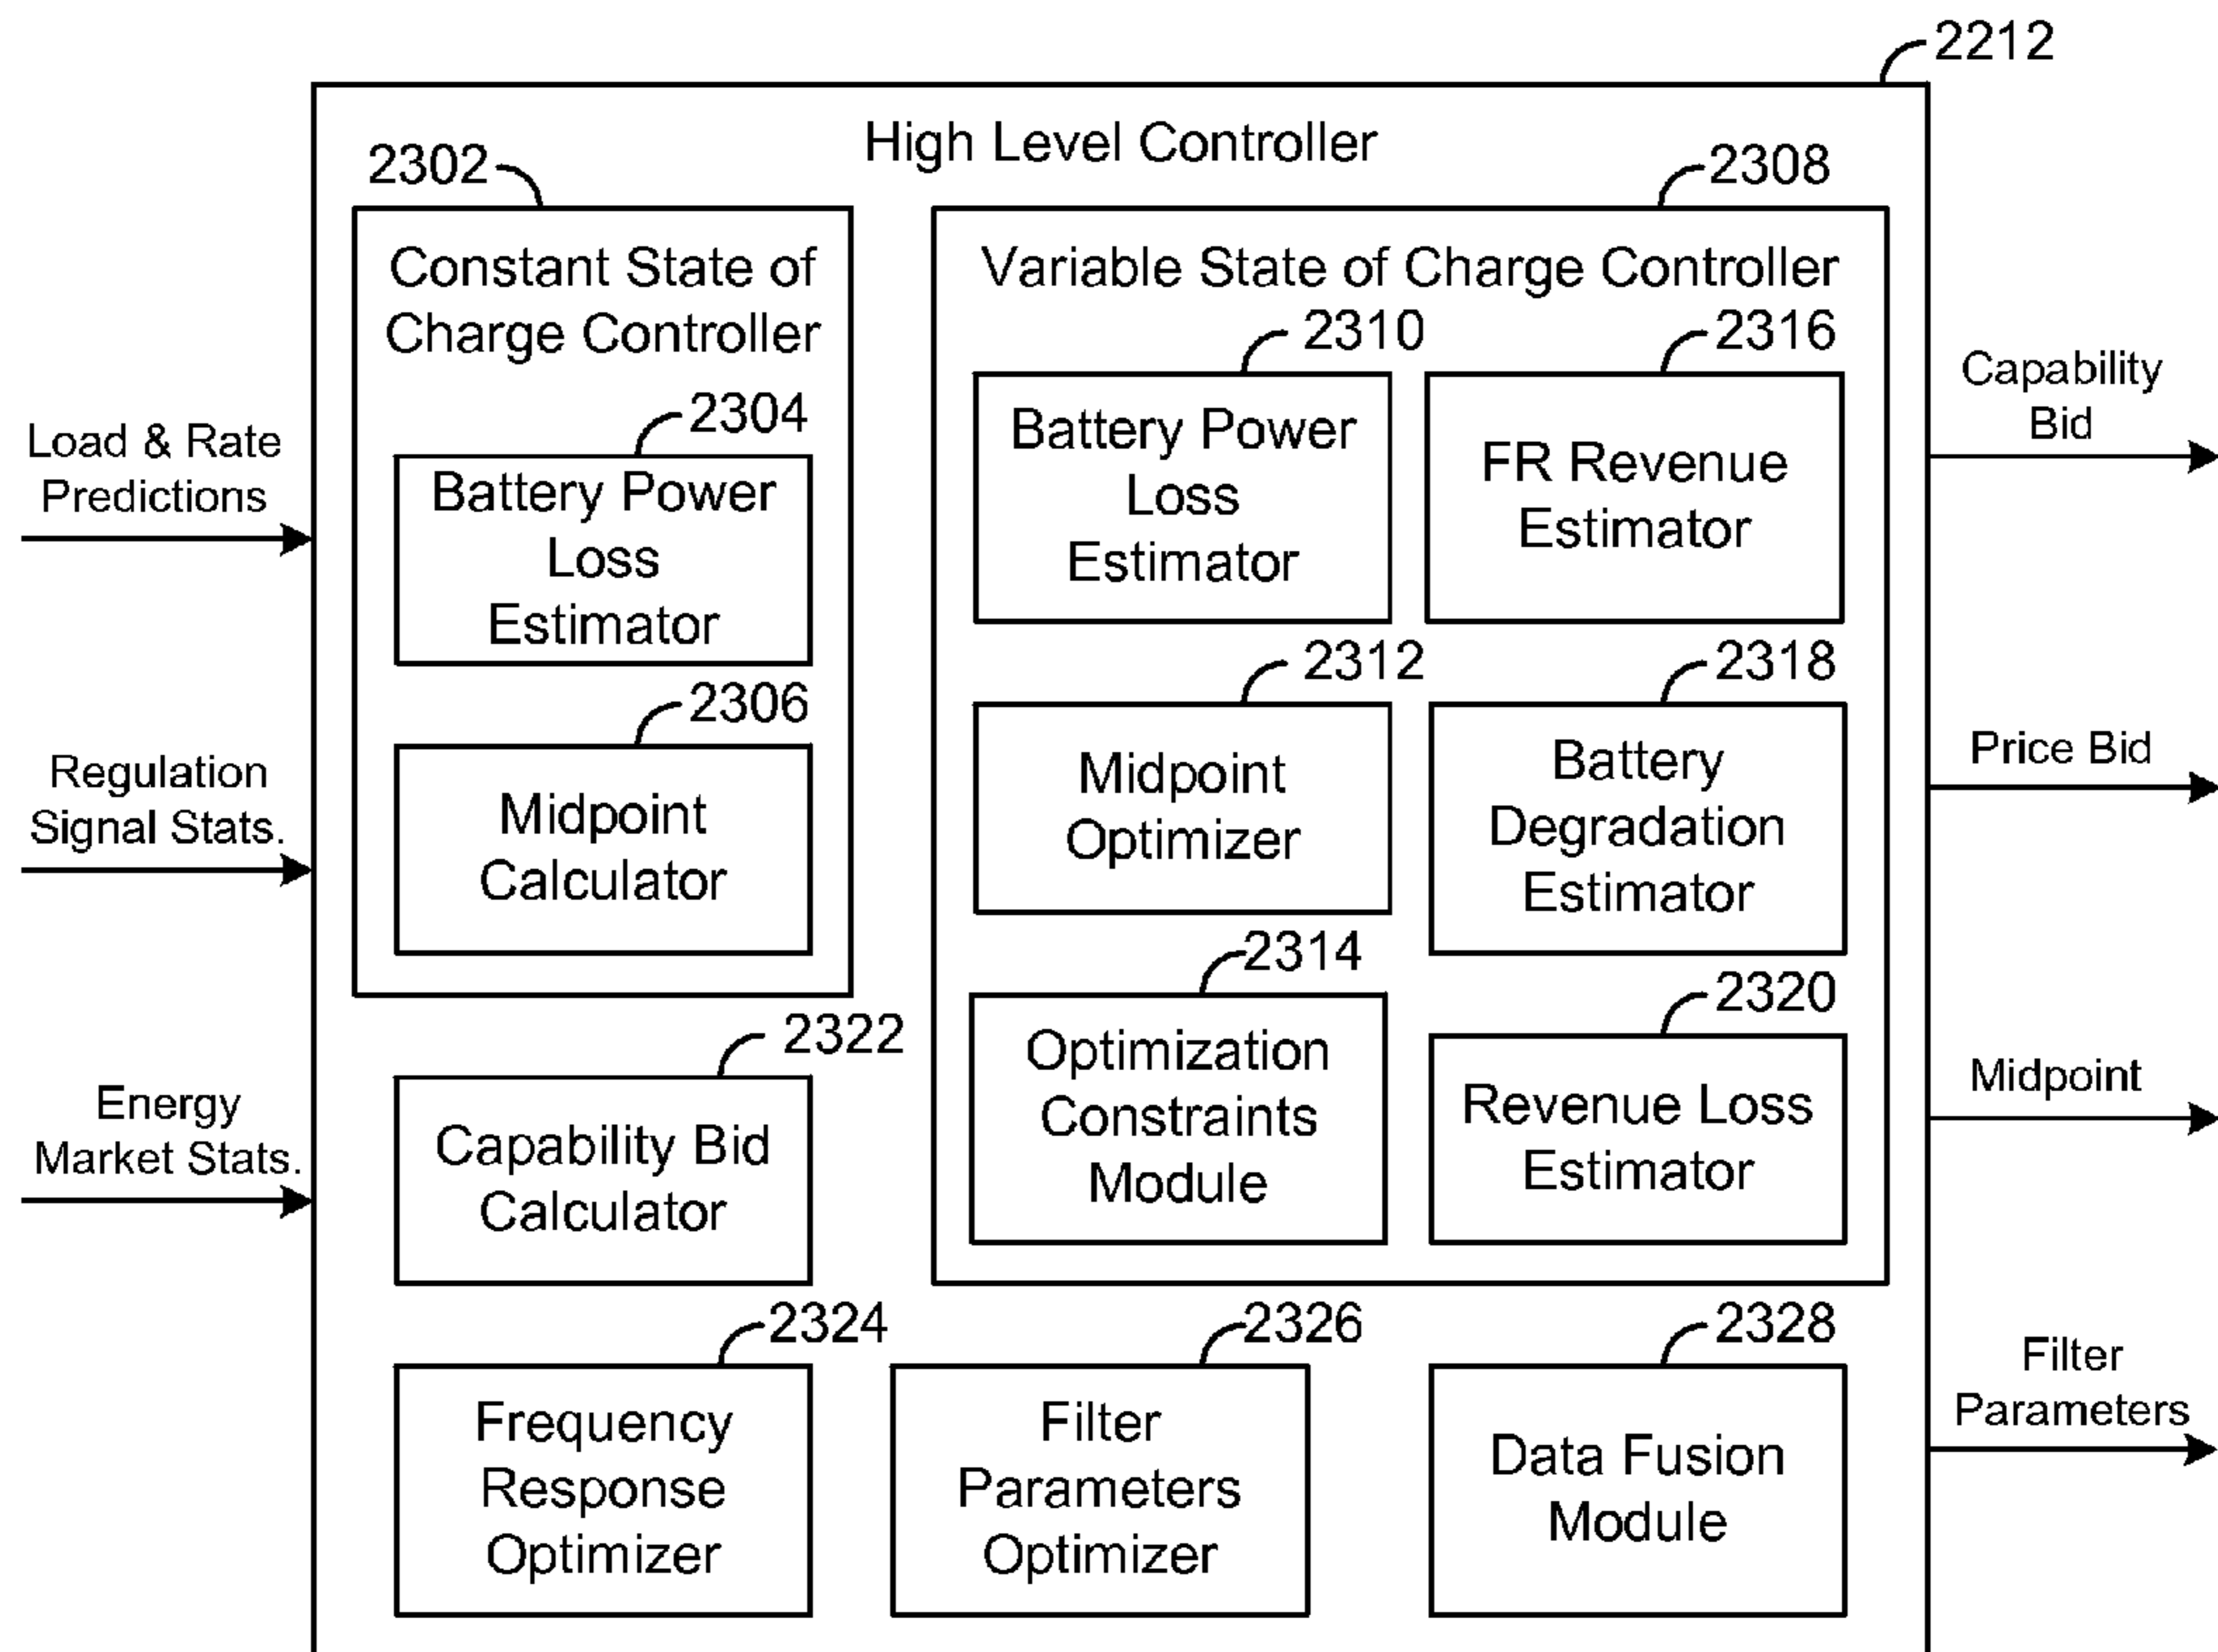 2212
High Level Controller
2302
Constant State of
Charge Controller
2304
Battery Power
Loss
Estimator
2306
Midpoint
Calculator
2308
Variable State of Charge Controller
2310
Battery Power
Loss
Estimator
2316
FR Revenue
Estimator
2312
Midpoint
Optimizer
2318
Battery
Degradation
Estimator
2314
Optimization
Constraints
Module
2320
Revenue Loss
Estimator
2322
Capability Bid
Calculator
2324
Frequency
Response
Optimizer
2326
Filter
Parameters
Optimizer
2328
Data Fusion
Module
Load & Rate
Predictions
Regulation
Signal Stats.
Energy
Market Stats.
Capability
Bid
Price Bid
Midpoint
Filter
Parameters